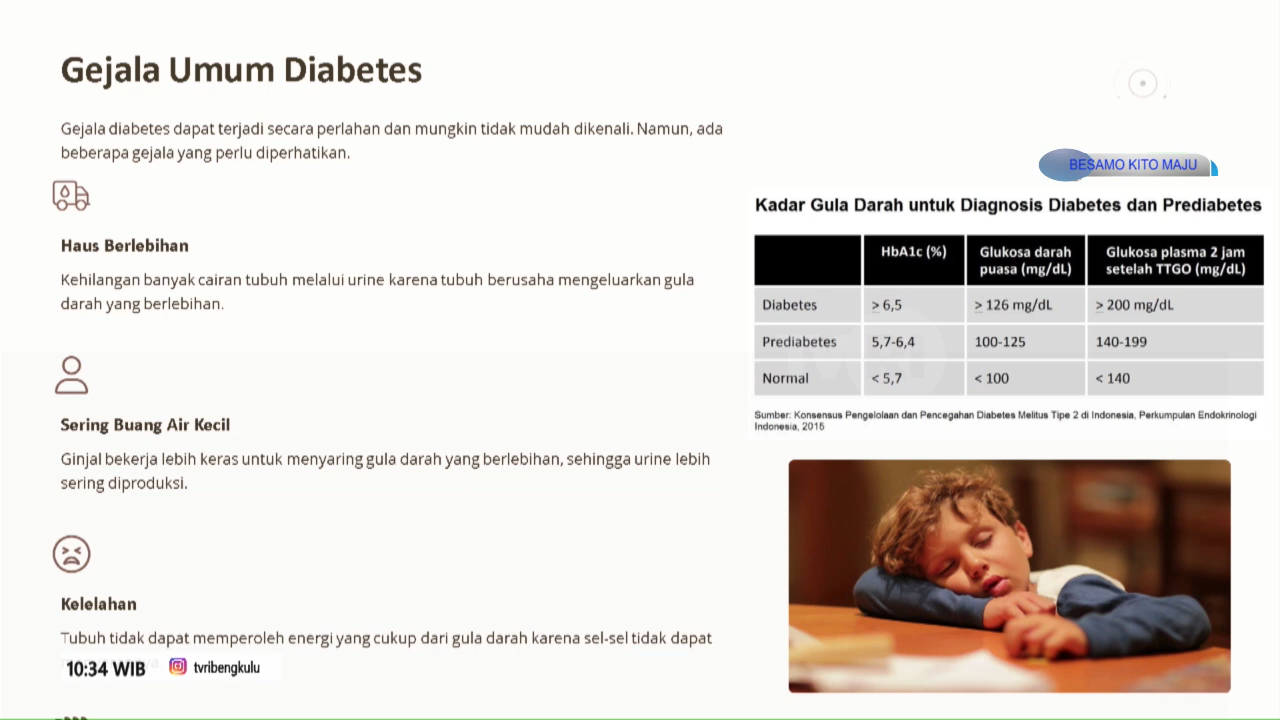 Gejala Umum Diabetes
Gejala diabetes dapat terjadi secara perlahan dan mungkin tidak mudah dikenali. Namun, ada
beberapa gejala yang perlu diperhatikan.
Haus Berlebihan
Kehilangan banyak cairan tubuh melalui urine karena tubuh berusaha mengeluarkan gula
darah yang berlebihan.
Sering Buang Air Kecil
Ginjal bekerja lebih keras untuk menyaring gula darah yang berlebihan, sehingga urine lebih
sering diproduksi.
Kelelahan
Tubuh tidak dapat memperoleh energi yang cukup dari gula darah karena sel-sel tidak dapat
10:34 WIB tvribengkulu
BESAMO KITO MAJU
Kadar Gula Darah untuk Diagnosis Diabetes dan Prediabetes
HbA1c (%) Glukosa darah puasa (mg/dL) Glukosa plasma 2 jam setelah TTGO (mg/dL)
Diabetes ≥ 6,5 ≥ 126 mg/dL ≥ 200 mg/dL
Prediabetes 5,7-6,4 100-125 140-199
Normal < 5,7 < 100 < 140
Sumber: Konsensus Pengelolaan dan Pencegahan Diabetes Melitus Tipe 2 di Indonesia, Perkumpulan Endokrinologi
Indonesia, 2015